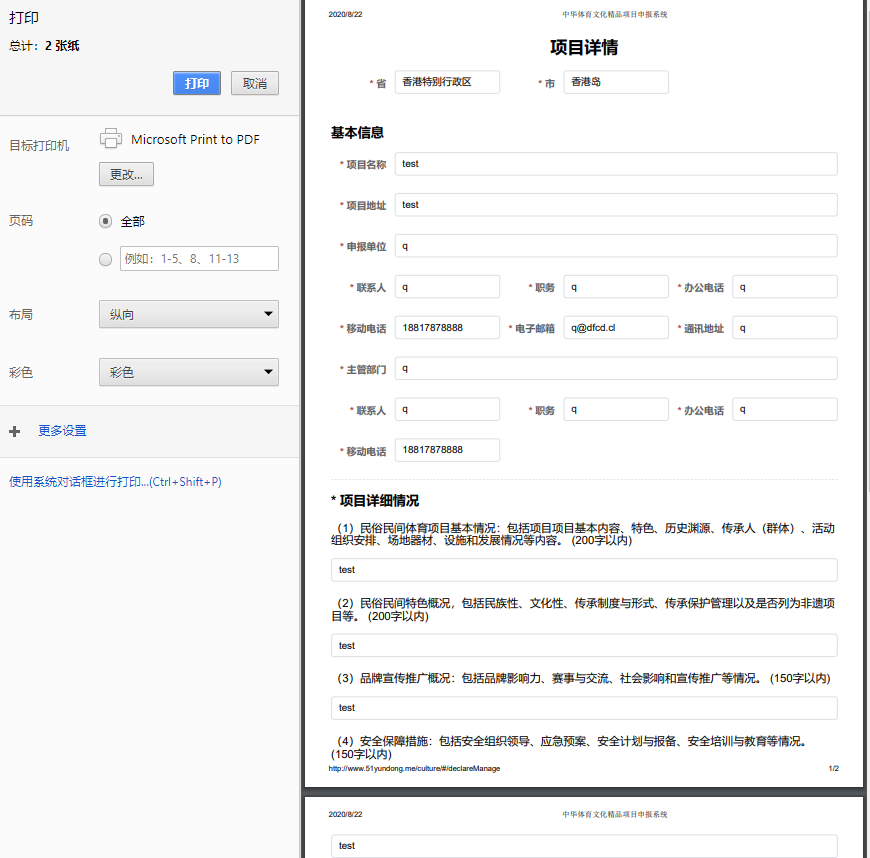 打印
总计: 2 张纸
打印 取消
目标打印机 Microsoft Print to PDF
更改...
页码 全部
例如: 1-5、8、11-13
布局 纵向
彩色 彩色
更多设置
使用系统对话框进行打印...(Ctrl+Shift+P)
2020/8/22 中华体育文化精品项目申报系统
项目详情
* 省 香港特别行政区 * 市 香港岛
基本信息
* 项目名称 test
* 项目地址 test
* 申报单位 q
* 联系人 q * 职务 q * 办公电话 q
* 移动电话 18817878888 * 电子邮箱 q@dfcd.cl * 通讯地址 q
* 主管部门 q
* 联系人 q * 职务 q * 办公电话 q
* 移动电话 18817878888
* 项目详细情况
（1）民俗民间体育项目基本情况：包括项目项目基本内容、特色、历史渊源、传承人（群体）、活动
组织安排、场地器材、设施和发展情况等内容。 (200字以内)
test
（2）民俗民间特色概况，包括民族性、文化性、传承制度与形式、传承保护管理以及是否列为非遗项
目等。 (200字以内)
test
（3）品牌宣传推广概况：包括品牌影响力、赛事与交流、社会影响和宣传推广等情况。 (150字以内)
test
（4）安全保障措施：包括安全组织领导、应急预案、安全计划与报备、安全培训与教育等情况。
(150字以内)
http://www.51yundong.me/culture/#/declareManage 1/2
2020/8/22 中华体育文化精品项目申报系统
test